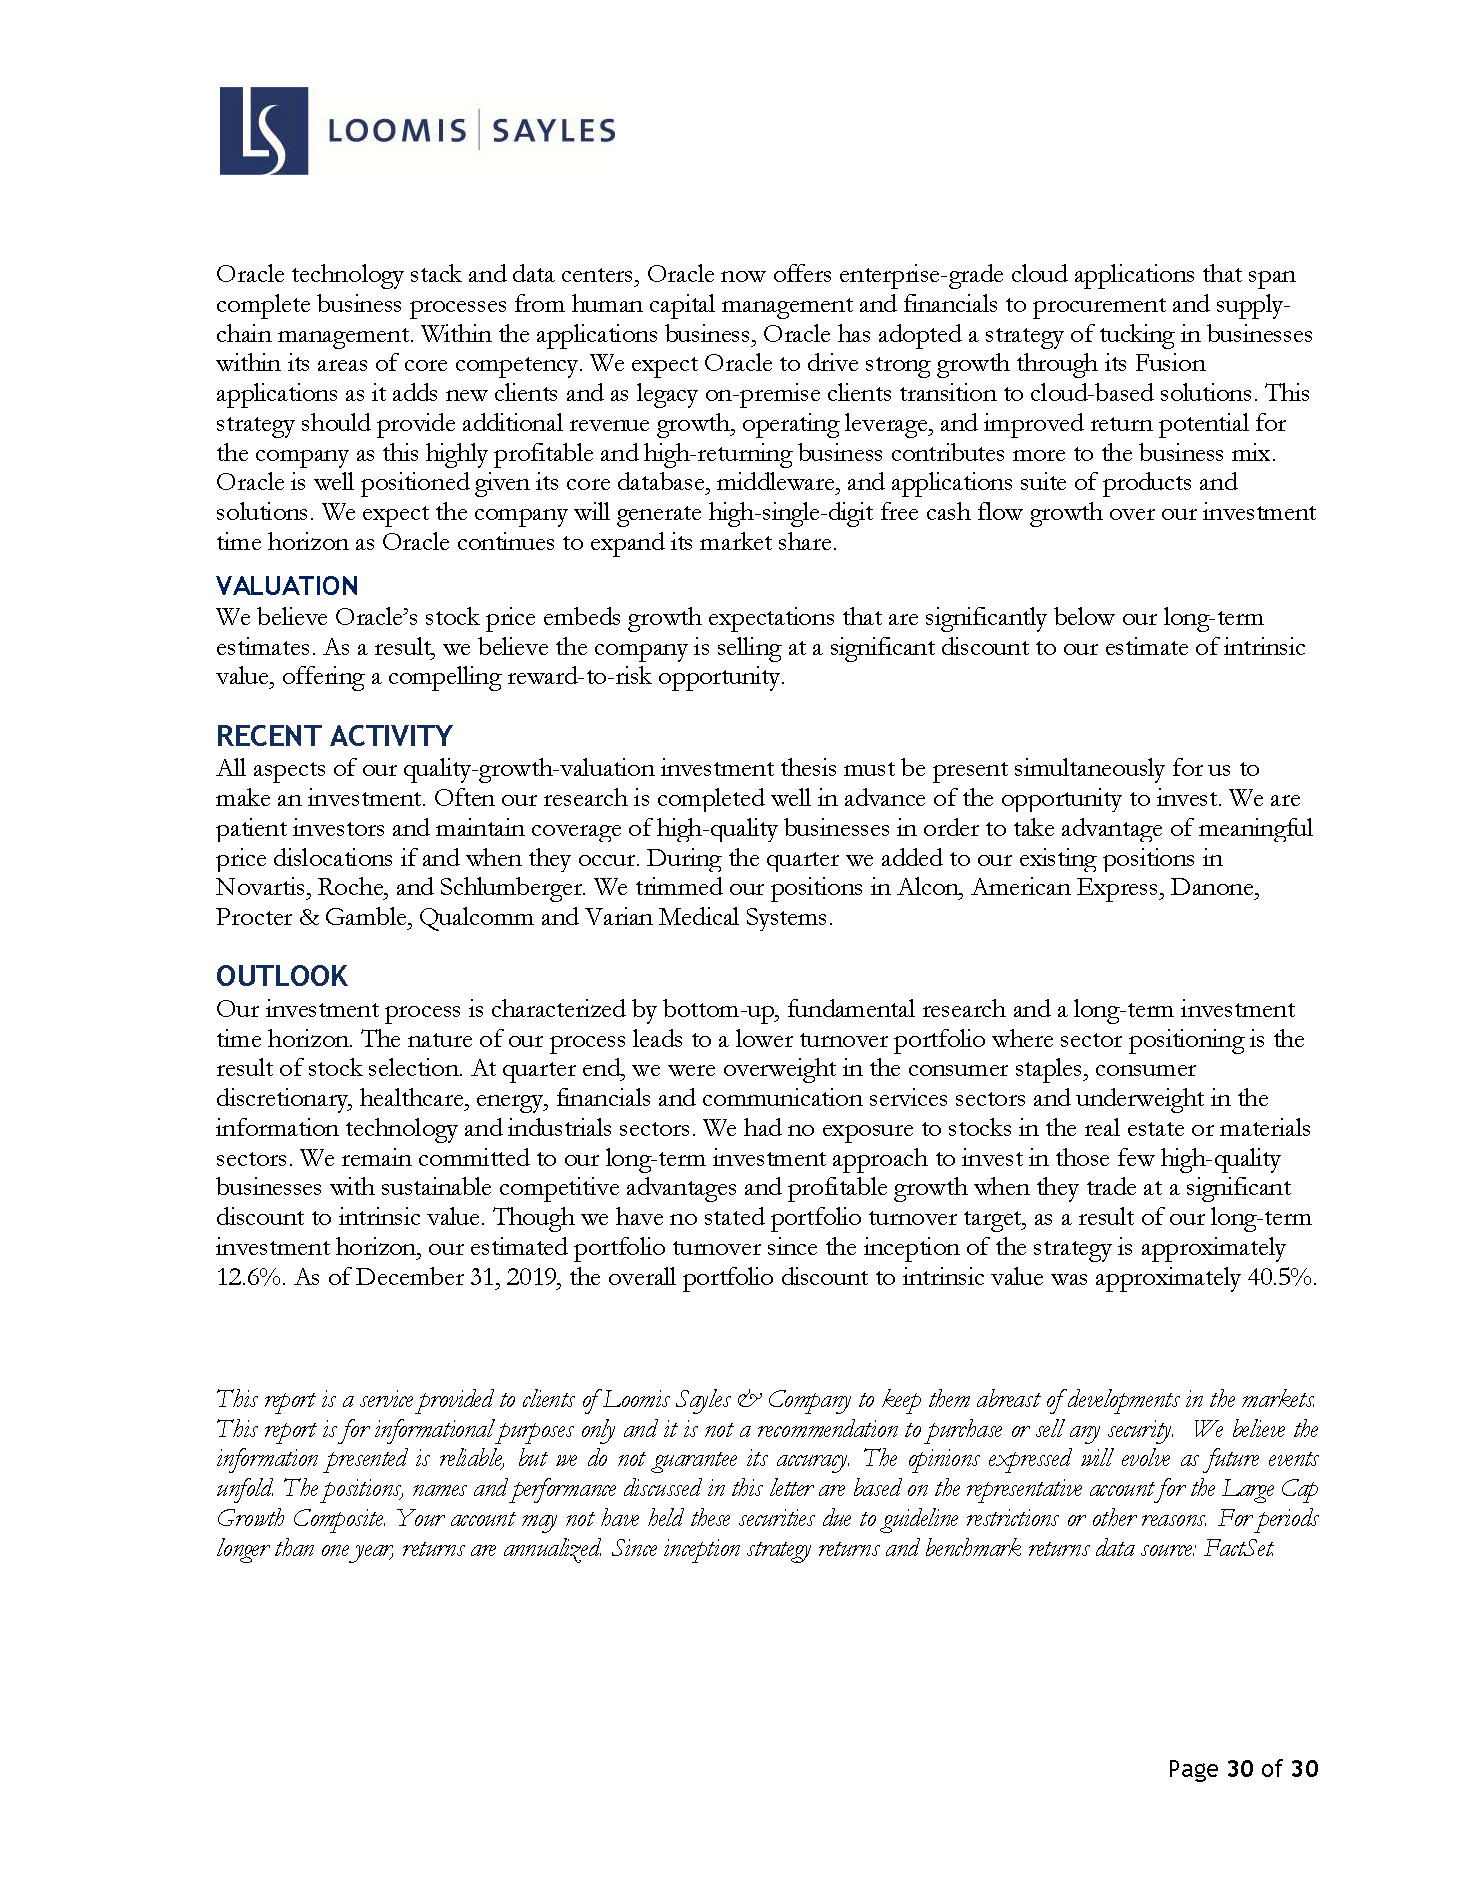 LS LOOMIS | SAYLES
Oracle technology stack and data centers, Oracle now offers enterprise-grade cloud applications that span
complete business processes from human capital management and financials to procurement and supply-
chain management. Within the applications business, Oracle has adopted a strategy of tucking in businesses
within its areas of core competency. We expect Oracle to drive strong growth through its Fusion
applications as it adds new clients and as legacy on-premise clients transition to cloud-based solutions. This
strategy should provide additional revenue growth, operating leverage, and improved return potential for
the company as this highly profitable and high-returning business contributes more to the business mix.
Oracle is well positioned given its core database, middleware, and applications suite of products and
solutions. We expect the company will generate high-single-digit free cash flow growth over our investment
time horizon as Oracle continues to expand its market share.
VALUATION
We believe Oracle’s stock price embeds growth expectations that are significantly below our long-term
estimates. As a result, we believe the company is selling at a significant discount to our estimate of intrinsic
value, offering a compelling reward-to-risk opportunity.
RECENT ACTIVITY
All aspects of our quality-growth-valuation investment thesis must be present simultaneously for us to
make an investment. Often our research is completed well in advance of the opportunity to invest. We are
patient investors and maintain coverage of high-quality businesses in order to take advantage of meaningful
price dislocations if and when they occur. During the quarter we added to our existing positions in
Novartis, Roche, and Schlumberger. We trimmed our positions in Alcon, American Express, Danone,
Procter & Gamble, Qualcomm and Varian Medical Systems.
OUTLOOK
Our investment process is characterized by bottom-up, fundamental research and a long-term investment
time horizon. The nature of our process leads to a lower turnover portfolio where sector positioning is the
result of stock selection. At quarter end, we were overweight in the consumer staples, consumer
discretionary, healthcare, energy, financials and communication services sectors and underweight in the
information technology and industrials sectors. We had no exposure to stocks in the real estate or materials
sectors. We remain committed to our long-term investment approach to invest in those few high-quality
businesses with sustainable competitive advantages and profitable growth when they trade at a significant
discount to intrinsic value. Though we have no stated portfolio turnover target, as a result of our long-term
investment horizon, our estimated portfolio turnover since the inception of the strategy is approximately
12.6%. As of December 31, 2019, the overall portfolio discount to intrinsic value was approximately 40.5%.
This report is a service provided to clients of Loomis Sayles & Company to keep them abreast of developments in the markets.
This report is for informational purposes only and it is not a recommendation to purchase or sell any security. We believe the
information presented is reliable, but we do not guarantee its accuracy. The opinions expressed will evolve as future events
unfold. The positions, names and performance discussed in this letter are based on the representative account for the Large Cap
Growth Composite. Your account may not have held these securities due to guideline restrictions or other reasons. For periods
longer than one year, returns are annualized. Since inception strategy returns and benchmark returns data source: FactSet.
Page 30 of 30